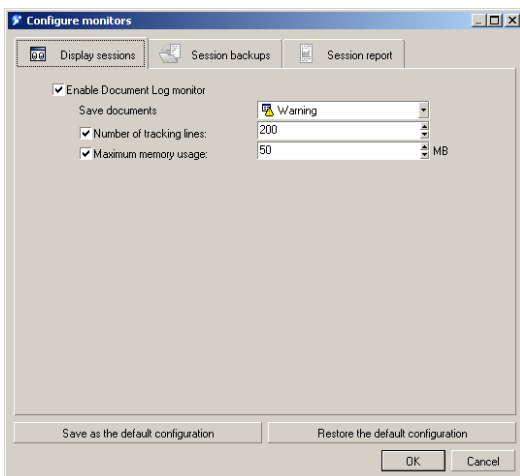 Configure monitors
Display sessions
Session backups
Session report
Enable Document Log monitor
Save documents
Warning
Number of tracking lines:
200
Maximum memory usage:
50
MB
Save as the default configuration
Restore the default configuration
OK
Cancel